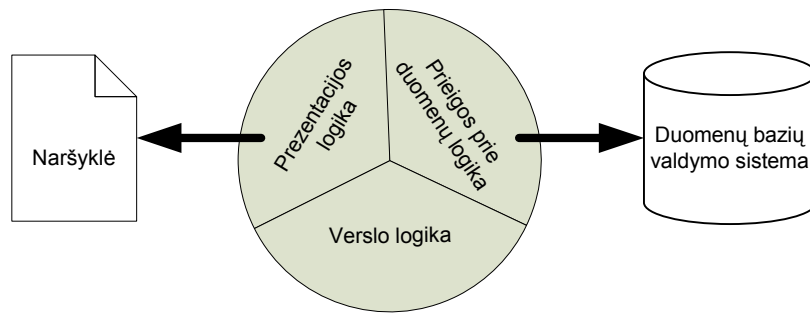 Naršyklė
Prezentacijos
logika
Prieigos prie
duomenų logika
Verslo logika
Duomenų bazių
valdymo sistema